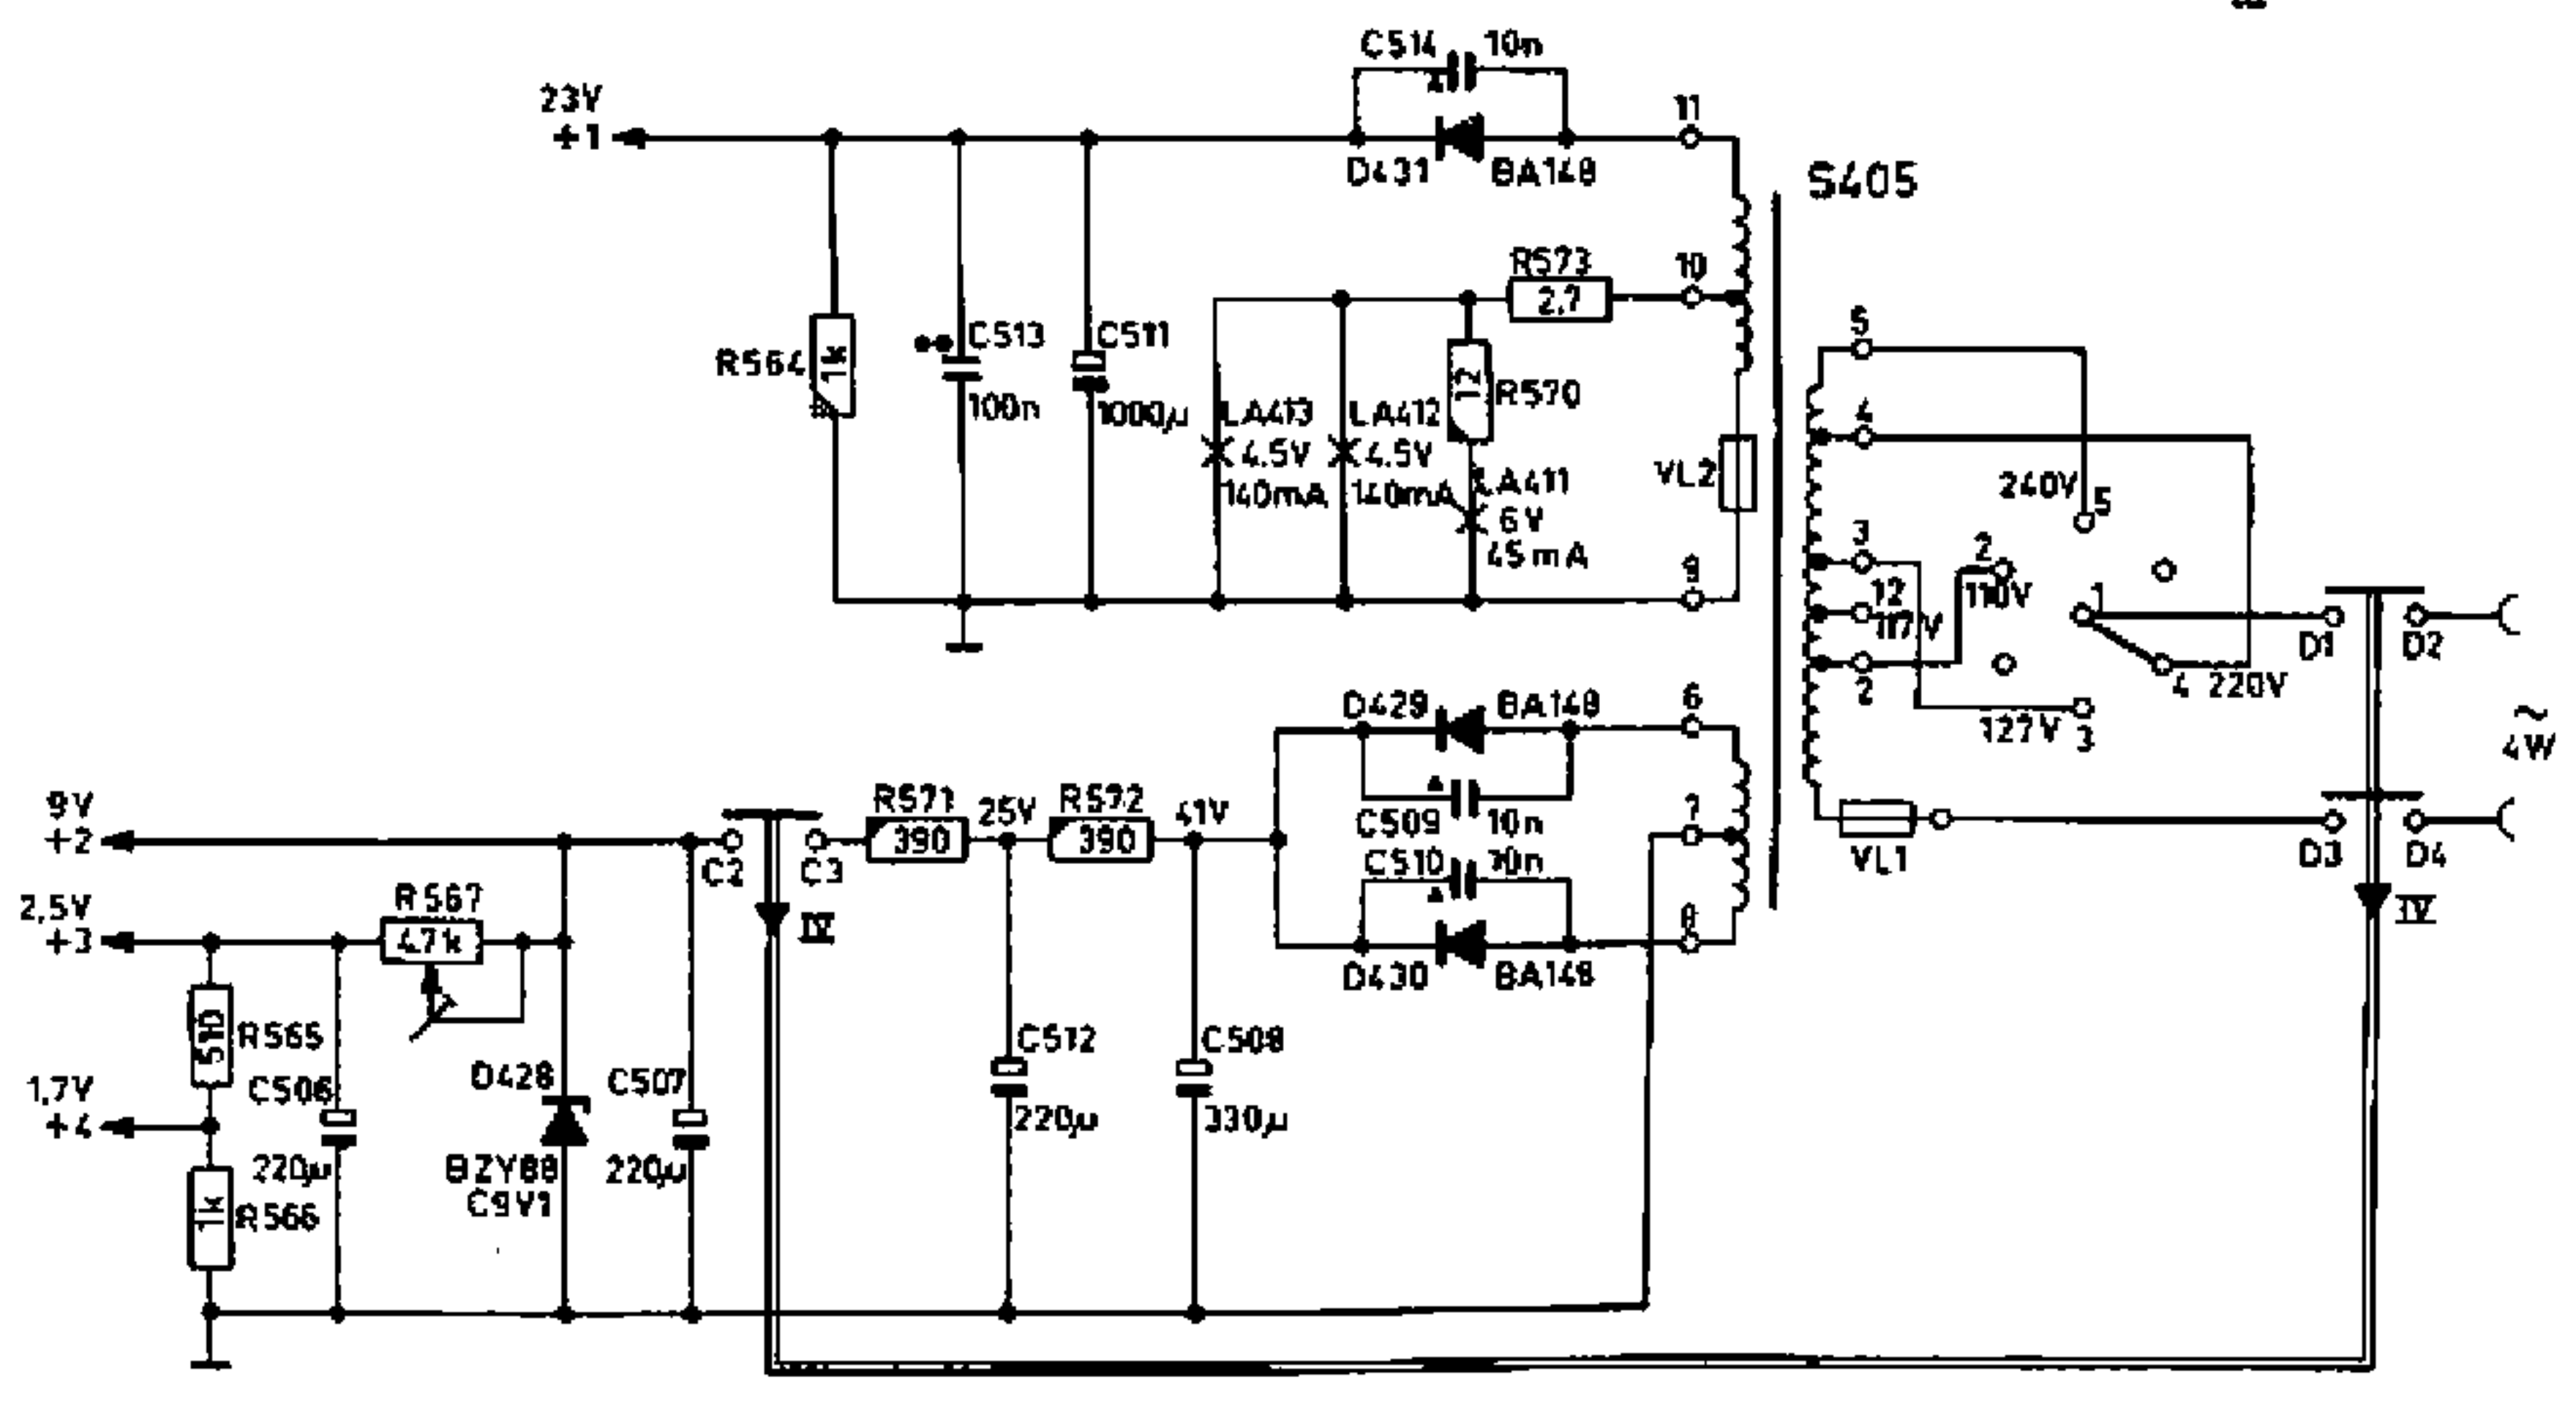 C514 10n
23V
+1
11
D431 BA148
S405
R573
2.7
10
R564
1k
C513
100n
C511
1000µ
LA413
4.5V
140mA
LA412
4.5V
140mA
12
R570
LA411
6V
45mA
VL2
9
5
4
240V 5
3
2
110V
12
117V
1
D1 D2
2
4 220V
127V 3
~
4W
D429 BA148
6
C509 10n
7
C510 10n
8
D430 BA148
VL1
D3 D4
IV
9V
+2
C2 C3
R571
390
25V
R572
390
41V
IV
2,5V
+3
R567
4.7k
510
R565
C506
220µ
D428
BZY88
C9V1
C507
220µ
C512
220µ
C508
330µ
1,7V
+4
1k
R566